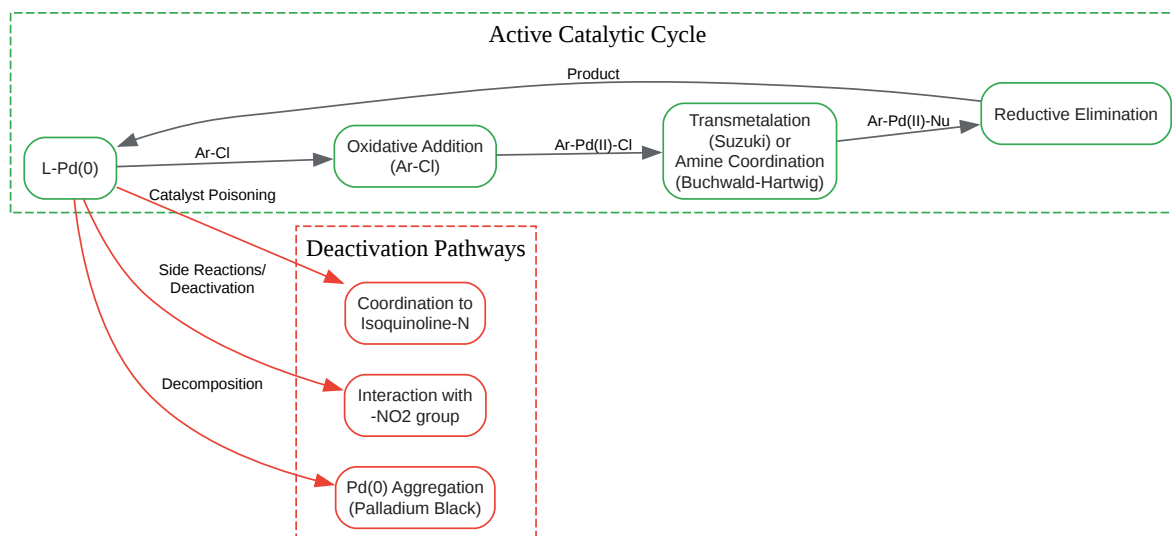 Active Catalytic Cycle
Product
Reductive Elimination
Transmetalation
(Suzuki) or
Amine Coordination
(Buchwald-Hartwig)
Ar-Pd(II)-Nu
Oxidative Addition
(Ar-Cl)
Ar-Pd(II)-Cl
Ar-Cl
L-Pd(0)
Catalyst Poisoning
Deactivation Pathways
Side Reactions/
Deactivation
Coordination to
Isoquinoline-N
Decomposition
Interaction with
-NO2 group
Pd(0) Aggregation
(Palladium Black)